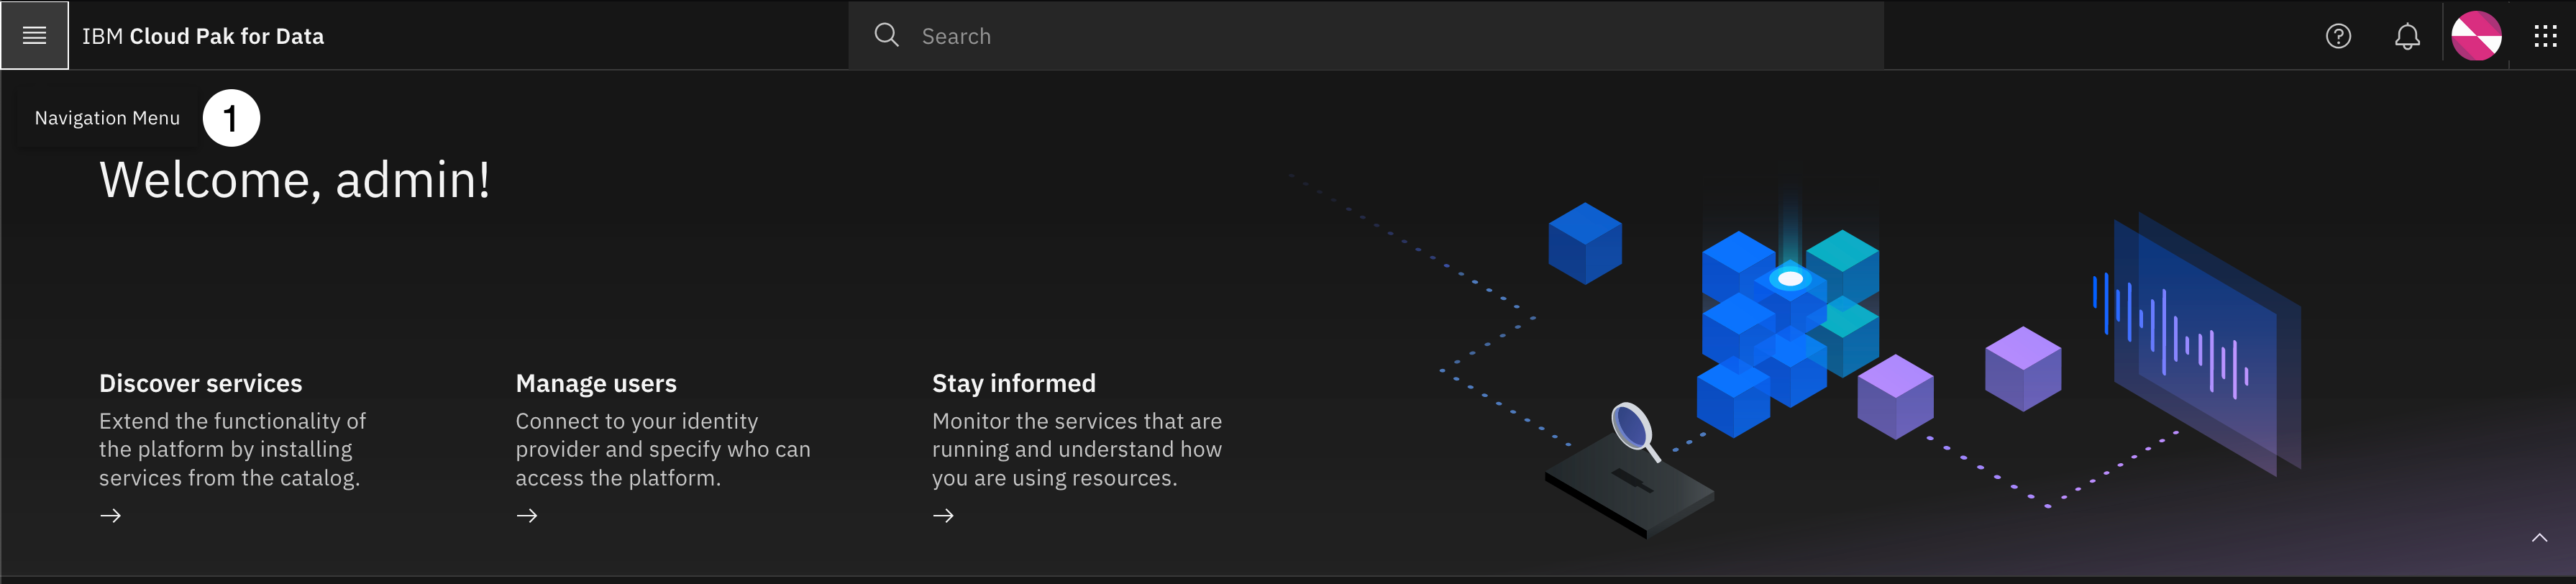 IBM Cloud Pak for Data
Search
Navigation Menu
1
Welcome, admin!
Discover services
Extend the functionality of
the platform by installing
services from the catalog.
Manage users
Connect to your identity
provider and specify who can
access the platform.
Stay informed
Monitor the services that are
running and understand how
you are using resources.